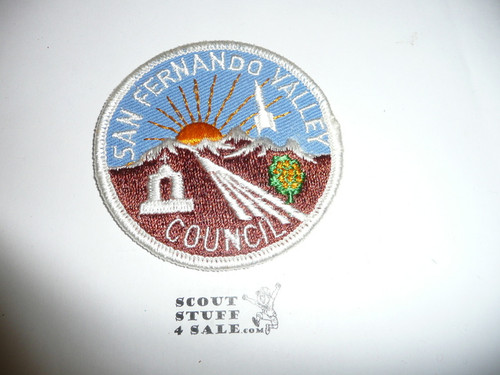 SAN FERNANDO VALLEY
COUNCIL
SCOUT
STUFF
4 SALE.COM